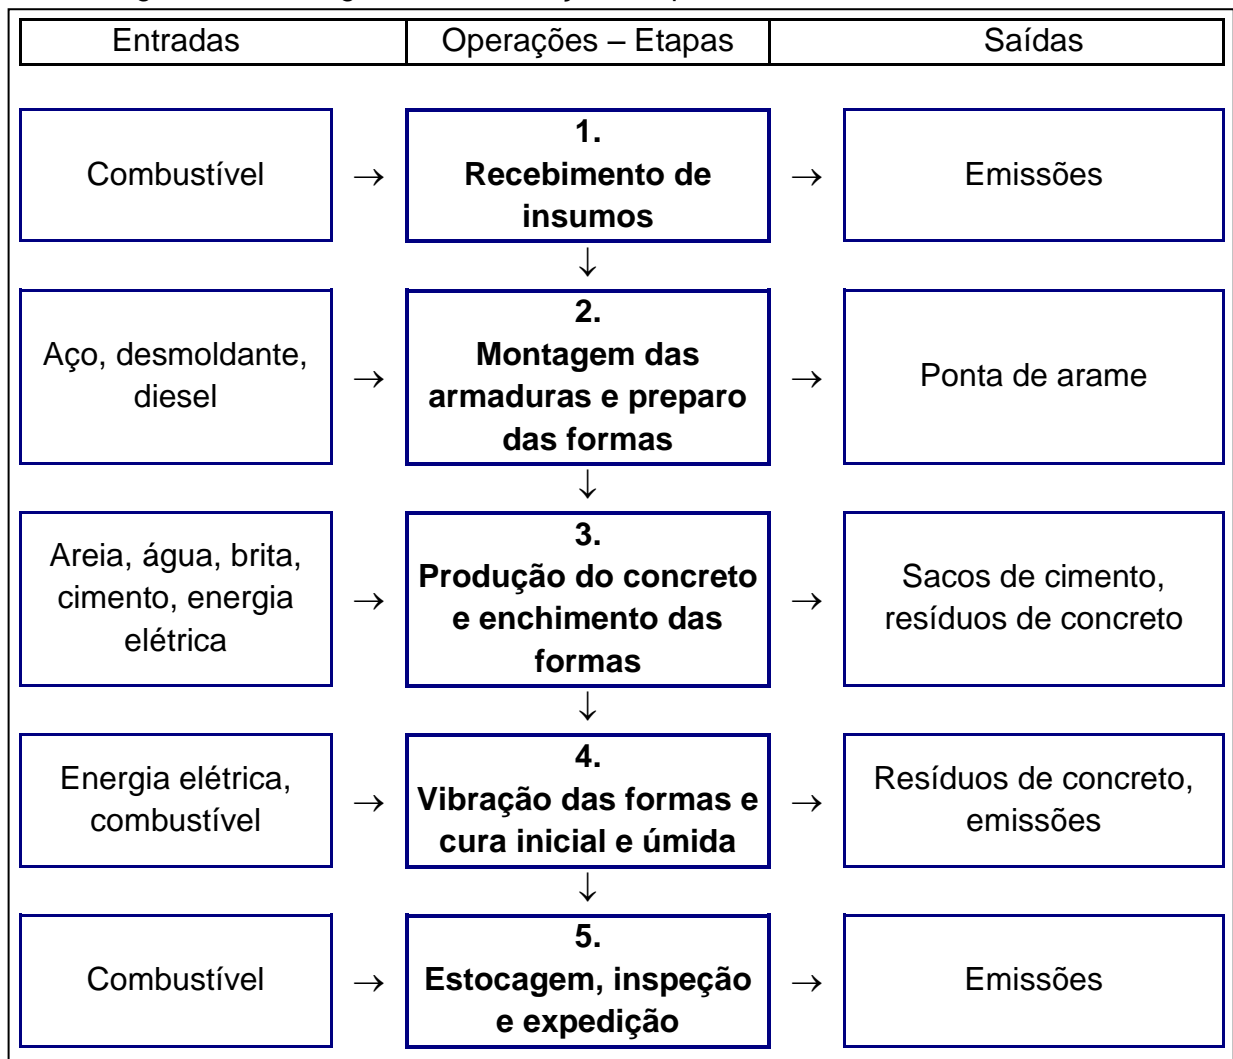 Entradas Operações – Etapas Saídas
Combustível → 1. Recebimento de insumos → Emissões
↓
Aço, desmoldante, diesel → 2. Montagem das armaduras e preparo das formas → Ponta de arame
↓
Areia, água, brita, cimento, energia elétrica → 3. Produção do concreto e enchimento das formas → Sacos de cimento, resíduos de concreto
↓
Energia elétrica, combustível → 4. Vibração das formas e cura inicial e úmida → Resíduos de concreto, emissões
↓
Combustível → 5. Estocagem, inspeção e expedição → Emissões